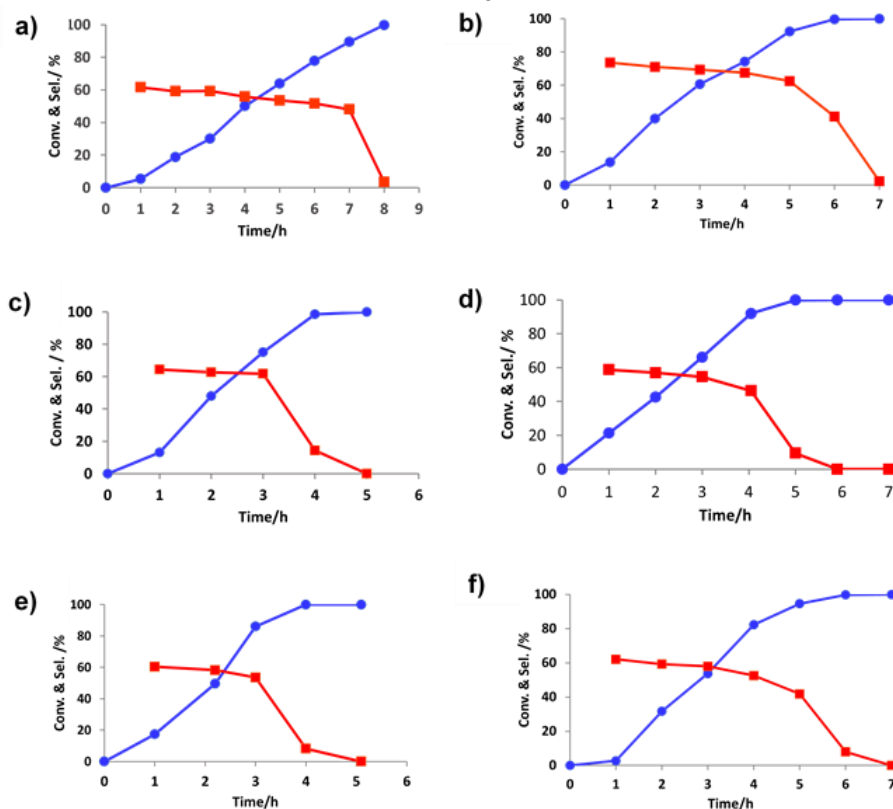 a)
Conv. & Sel./ %
100
80
60
40
20
0
0 1 2 3 4 5 6 7 8 9
Time/h
b)
Conv. & Sel./ %
100
80
60
40
20
0
0 1 2 3 4 5 6 7
Time/h
c)
Conv. & Sel. / %
100
80
60
40
20
0
0 1 2 3 4 5 6
Time/h
d)
Conv. & Sel./ %
100
80
60
40
20
0
0 1 2 3 4 5 6 7
Time/h
e)
Conv. & Sel. /%
100
80
60
40
20
0
0 1 2 3 4 5 6
Time/h
f)
Conv. & Sel. /%
100
80
60
40
20
0
0 1 2 3 4 5 6 7
Time/h